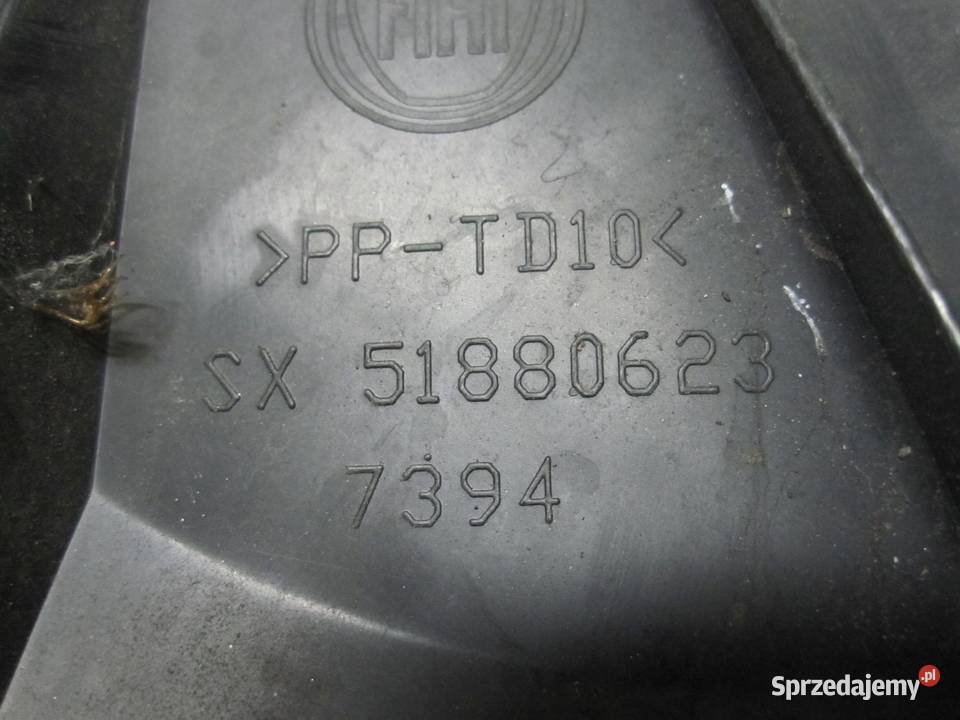 FIAT
>PP-TD10<
SX 51880623
7394
Sprzedajemy.pl